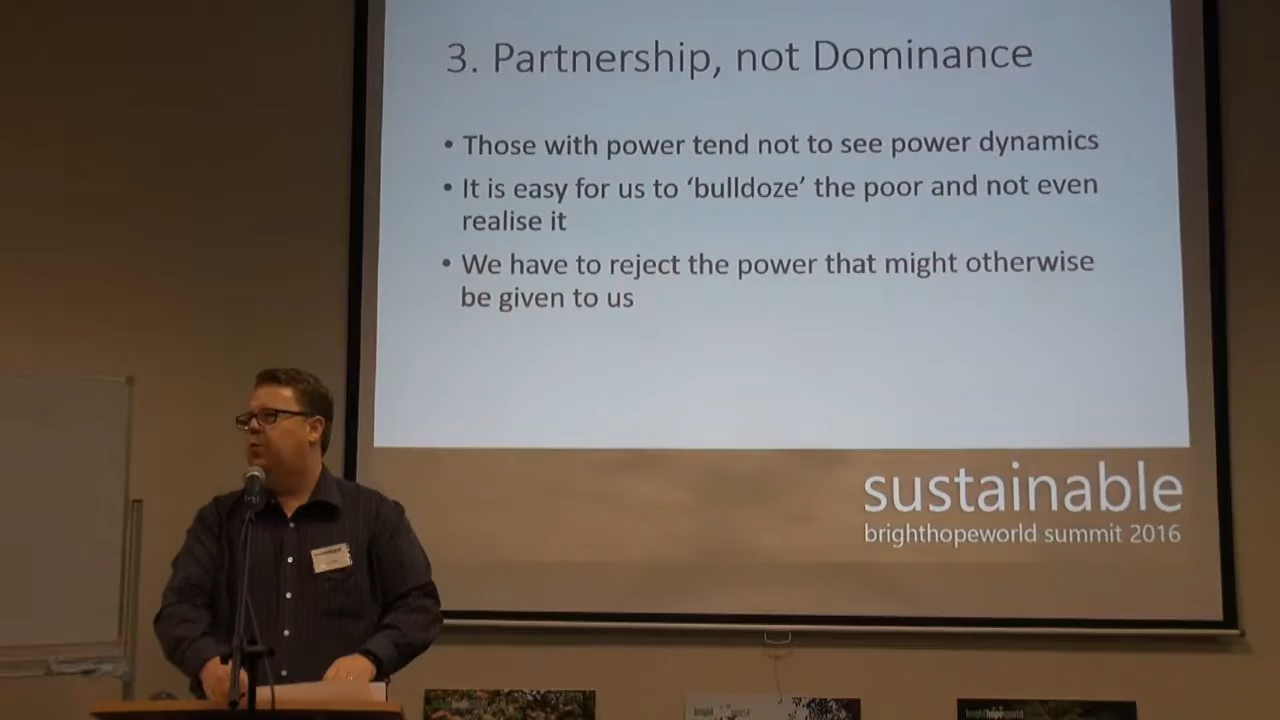 3. Partnership, not Dominance
• Those with power tend not to see power dynamics
• It is easy for us to ‘bulldoze’ the poor and not even
realise it
• We have to reject the power that might otherwise
be given to us
sustainable
brighthopeworld summit 2016